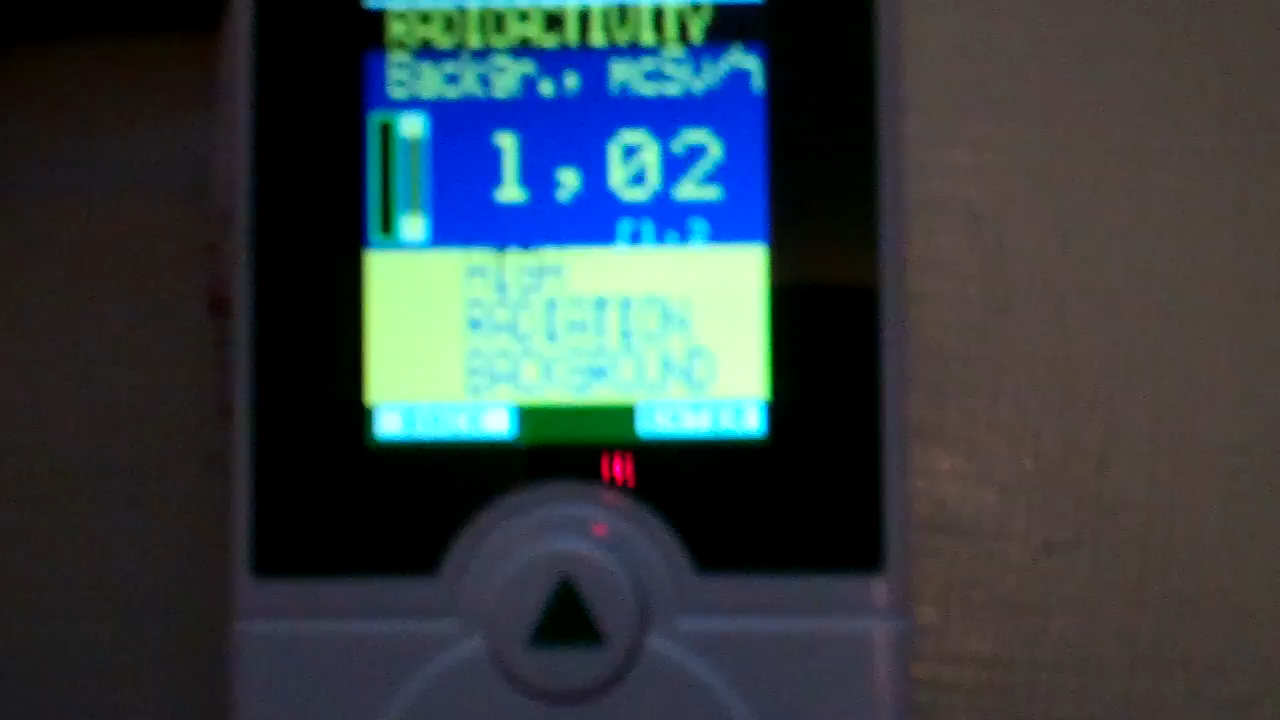 RADIOACTIVITY
Backgr., mcSv/h
1,02
HIGH
RADIATION
BACKGROUND